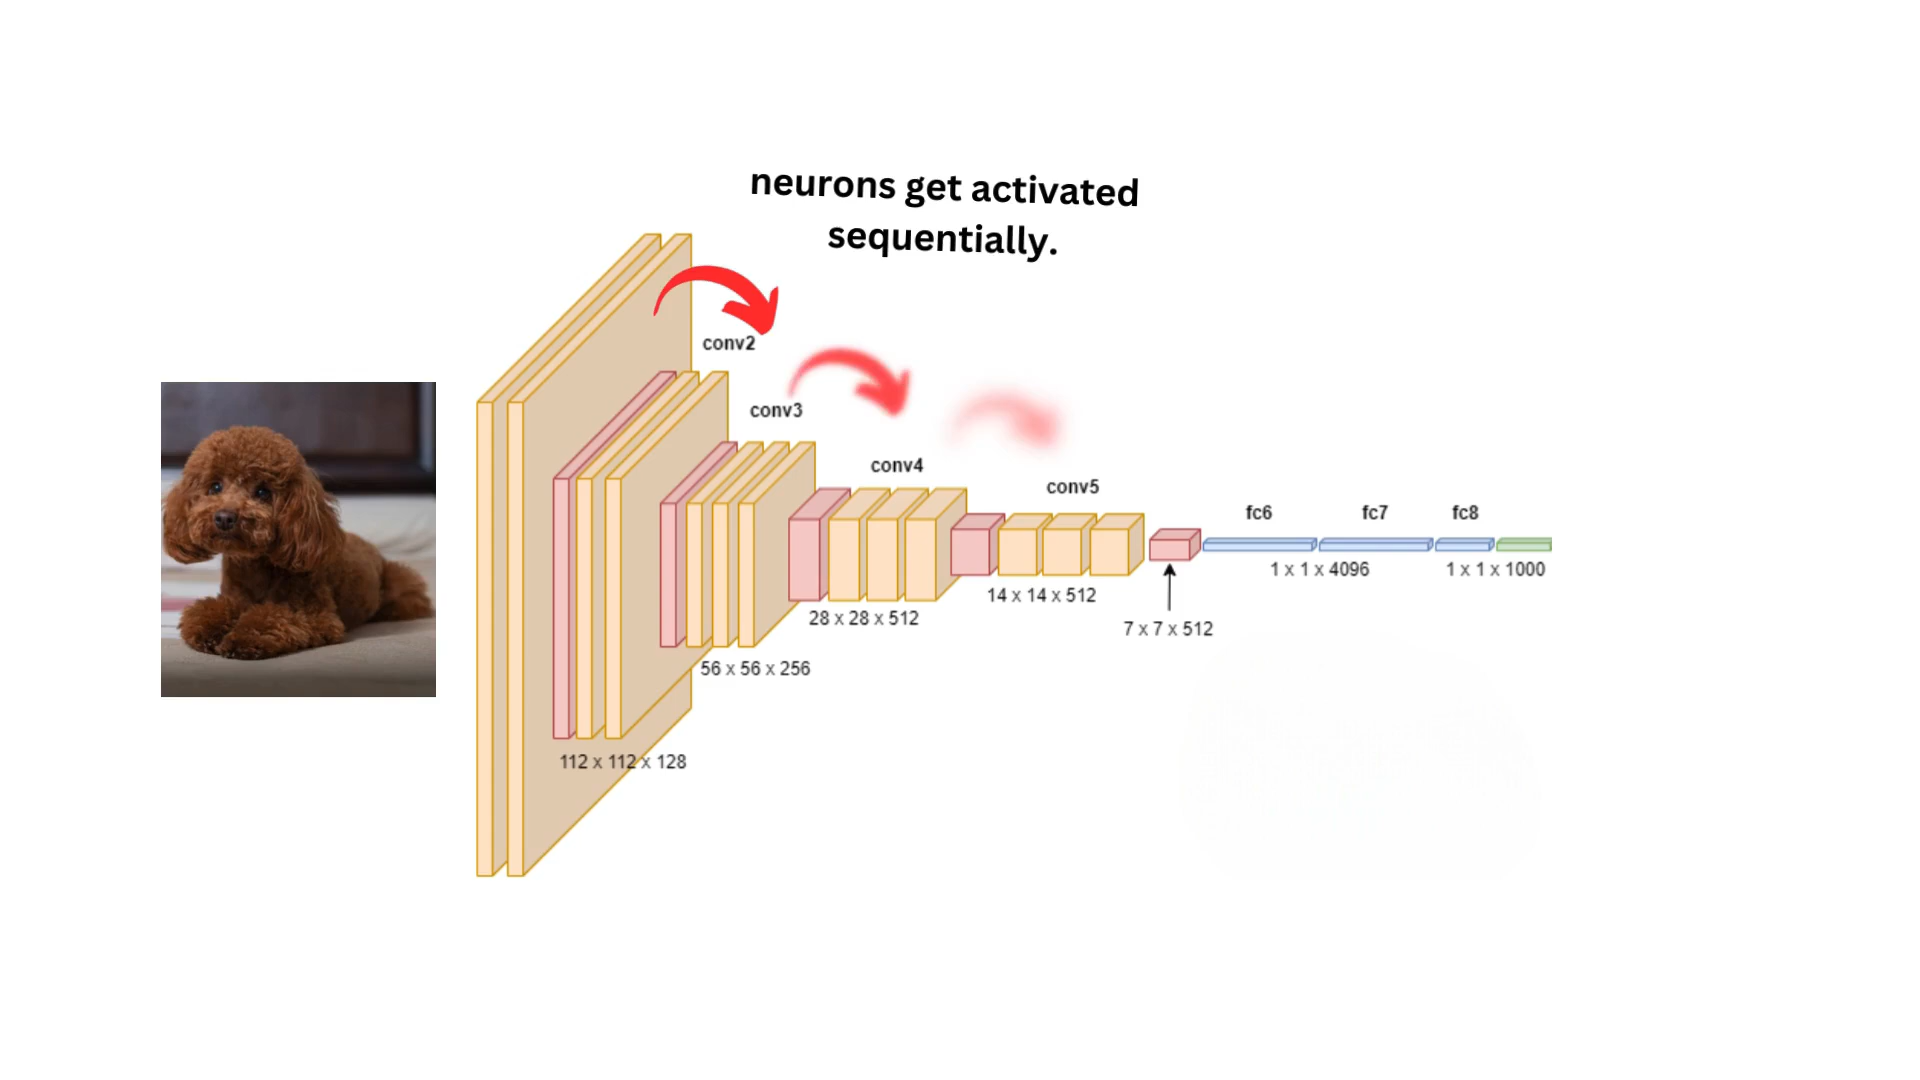 neurons get activated
sequentially.
conv2
conv3
conv4
conv5
fc6
fc7
fc8
1 x 1 x 4096
1 x 1 x 1000
14 x 14 x 512
28 x 28 x 512
7 x 7 x 512
56 x 56 x 256
112 x 112 x 128